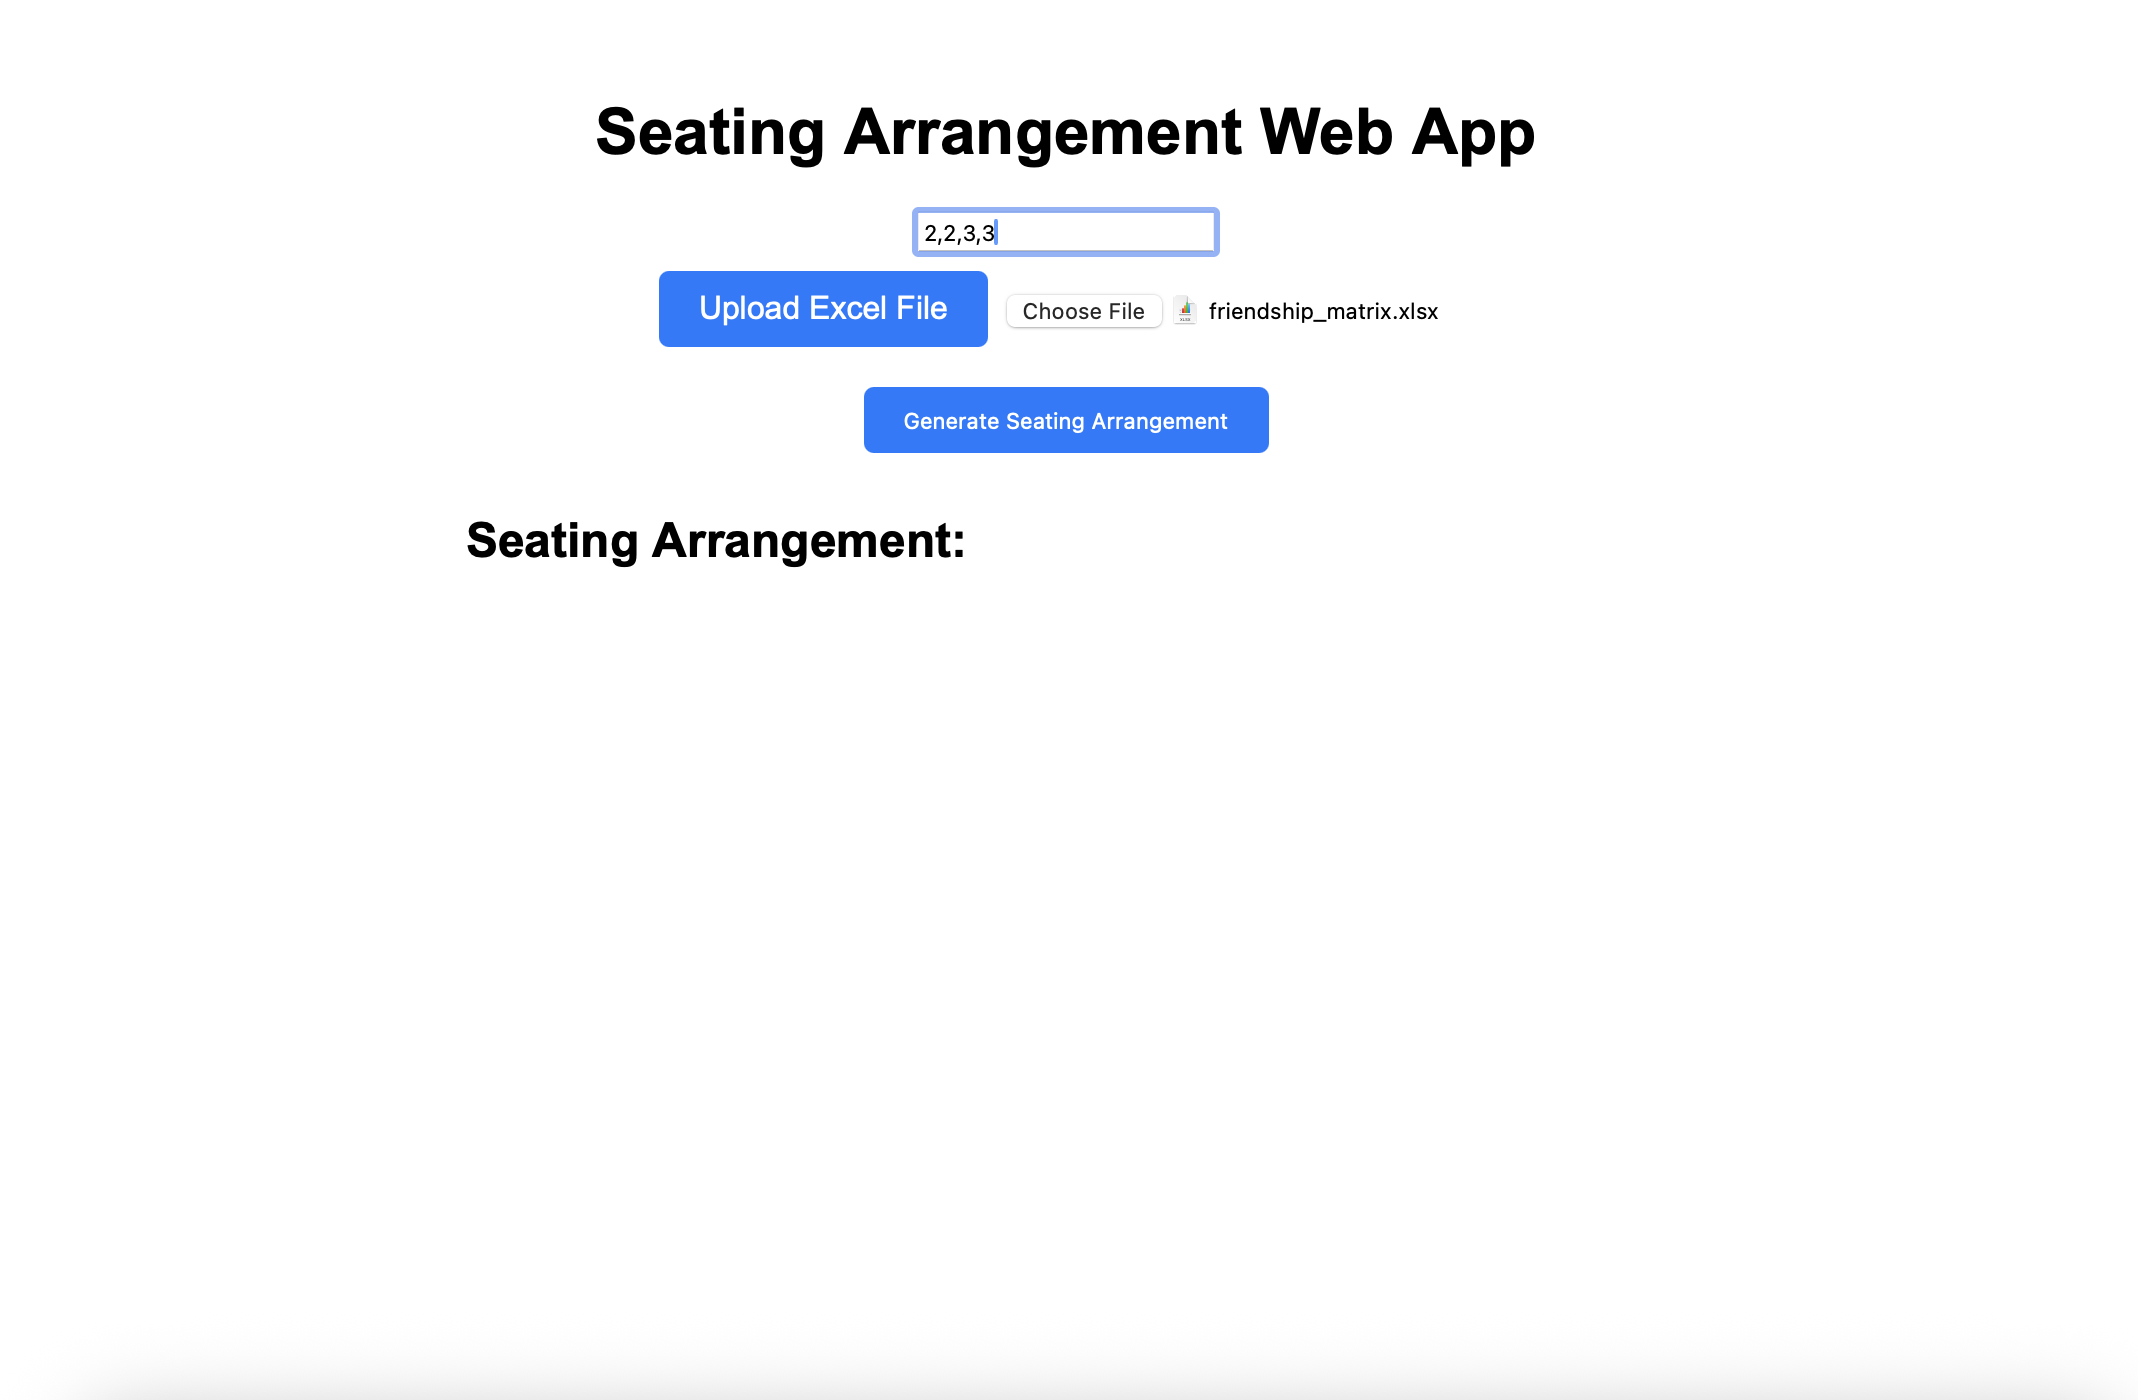 Seating Arrangement Web App
2,2,3,3
Upload Excel File Choose File friendship_matrix.xlsx
Generate Seating Arrangement
Seating Arrangement: